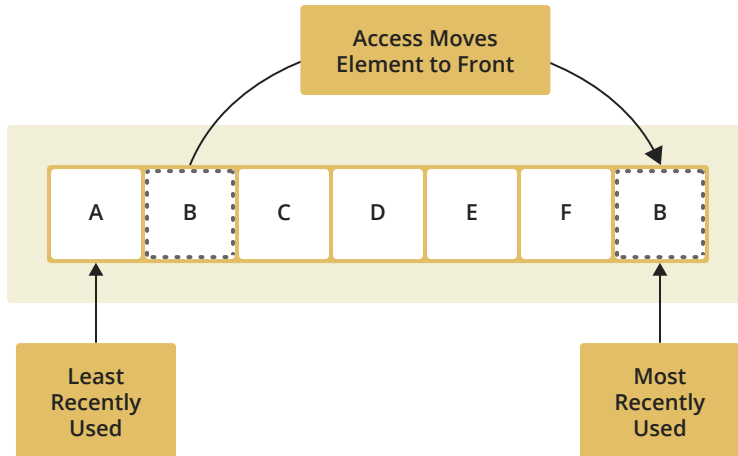 Access Moves
Element to Front
A B C D E F B
Least
Recently
Used
Most
Recently
Used